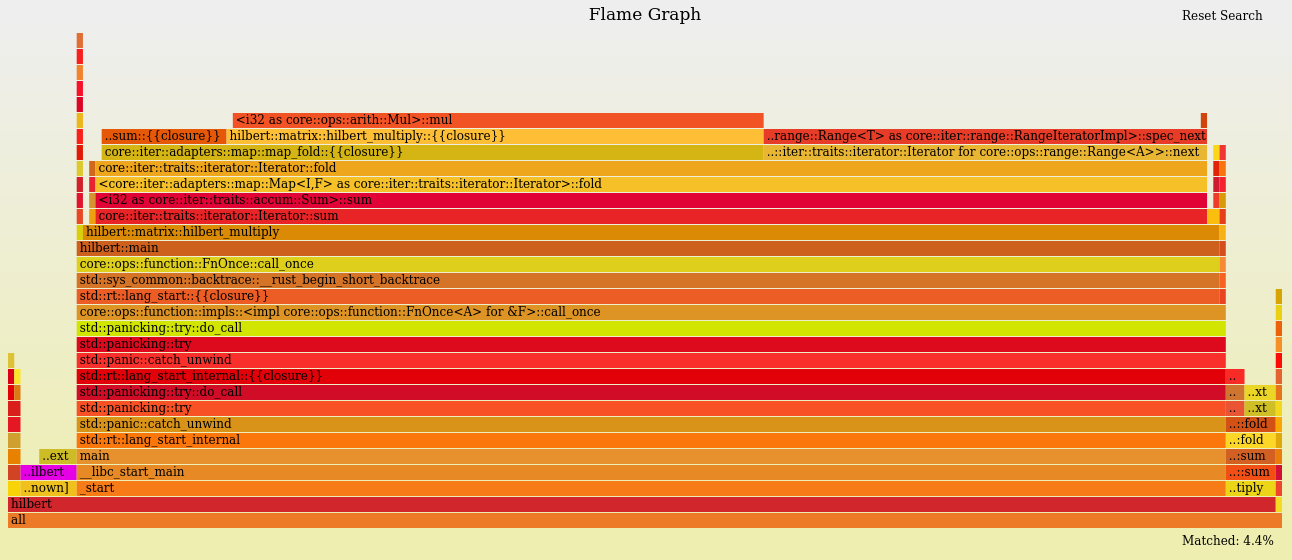 Flame Graph
Reset Search
<i32 as core::ops::arith::Mul>::mul
..sum::{{closure}} hilbert::matrix::hilbert_multiply::{{closure}} ..range::Range<T> as core::iter::range::RangeIteratorImpl>::spec_next
core::iter::adapters::map::map_fold::{{closure}} ..::iter::traits::iterator::Iterator for core::ops::range::Range<A>>::next
core::iter::traits::iterator::Iterator::fold
<core::iter::adapters::map::Map<I,F> as core::iter::traits::iterator::Iterator>::fold
<i32 as core::iter::traits::accum::Sum>::sum
core::iter::traits::iterator::Iterator::sum
hilbert::matrix::hilbert_multiply
hilbert::main
core::ops::function::FnOnce::call_once
std::sys_common::backtrace::__rust_begin_short_backtrace
std::rt::lang_start::{{closure}}
core::ops::function::impls::<impl core::ops::function::FnOnce<A> for &F>::call_once
std::panicking::try::do_call
std::panicking::try
std::panic::catch_unwind
std::rt::lang_start_internal::{{closure}} ..
std::panicking::try::do_call .. ..xt
std::panicking::try .. ..xt
std::panic::catch_unwind ..::fold
std::rt::lang_start_internal ..:fold
..ext main ..:sum
..ilbert __libc_start_main ..::sum
..nown] _start ..tiply
hilbert
all
Matched: 4.4%